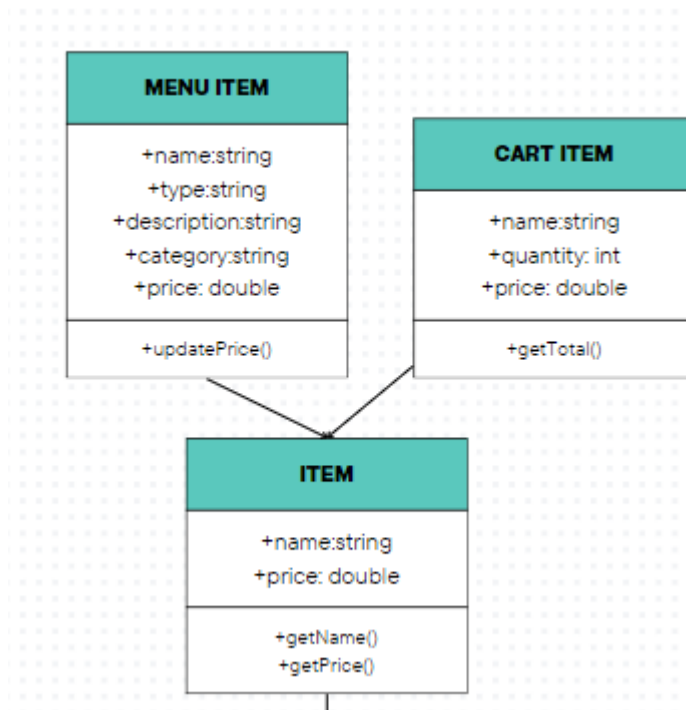 MENU ITEM
+name:string
+type:string
+description:string
+category:string
+price: double
+updatePrice()
CART ITEM
+name:string
+quantity: int
+price: double
+getTotal()
ITEM
+name:string
+price: double
+getName()
+getPrice()